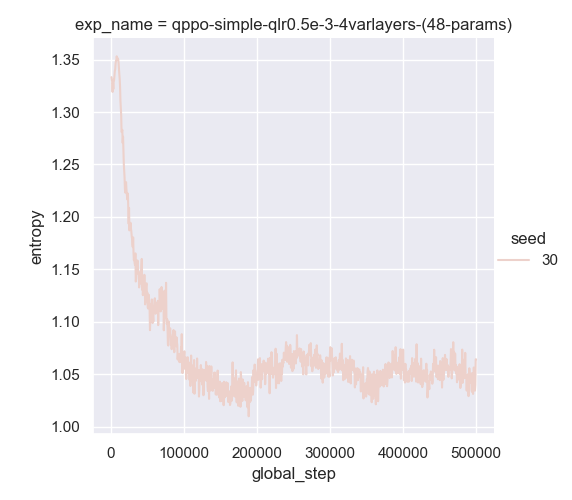 exp_name = qppo-simple-qlr0.5e-3-4varlayers-(48-params)
1.35
1.30
1.25
1.20
1.15
1.10
1.05
1.00
entropy
seed
30
0 100000 200000 300000 400000 500000
global_step